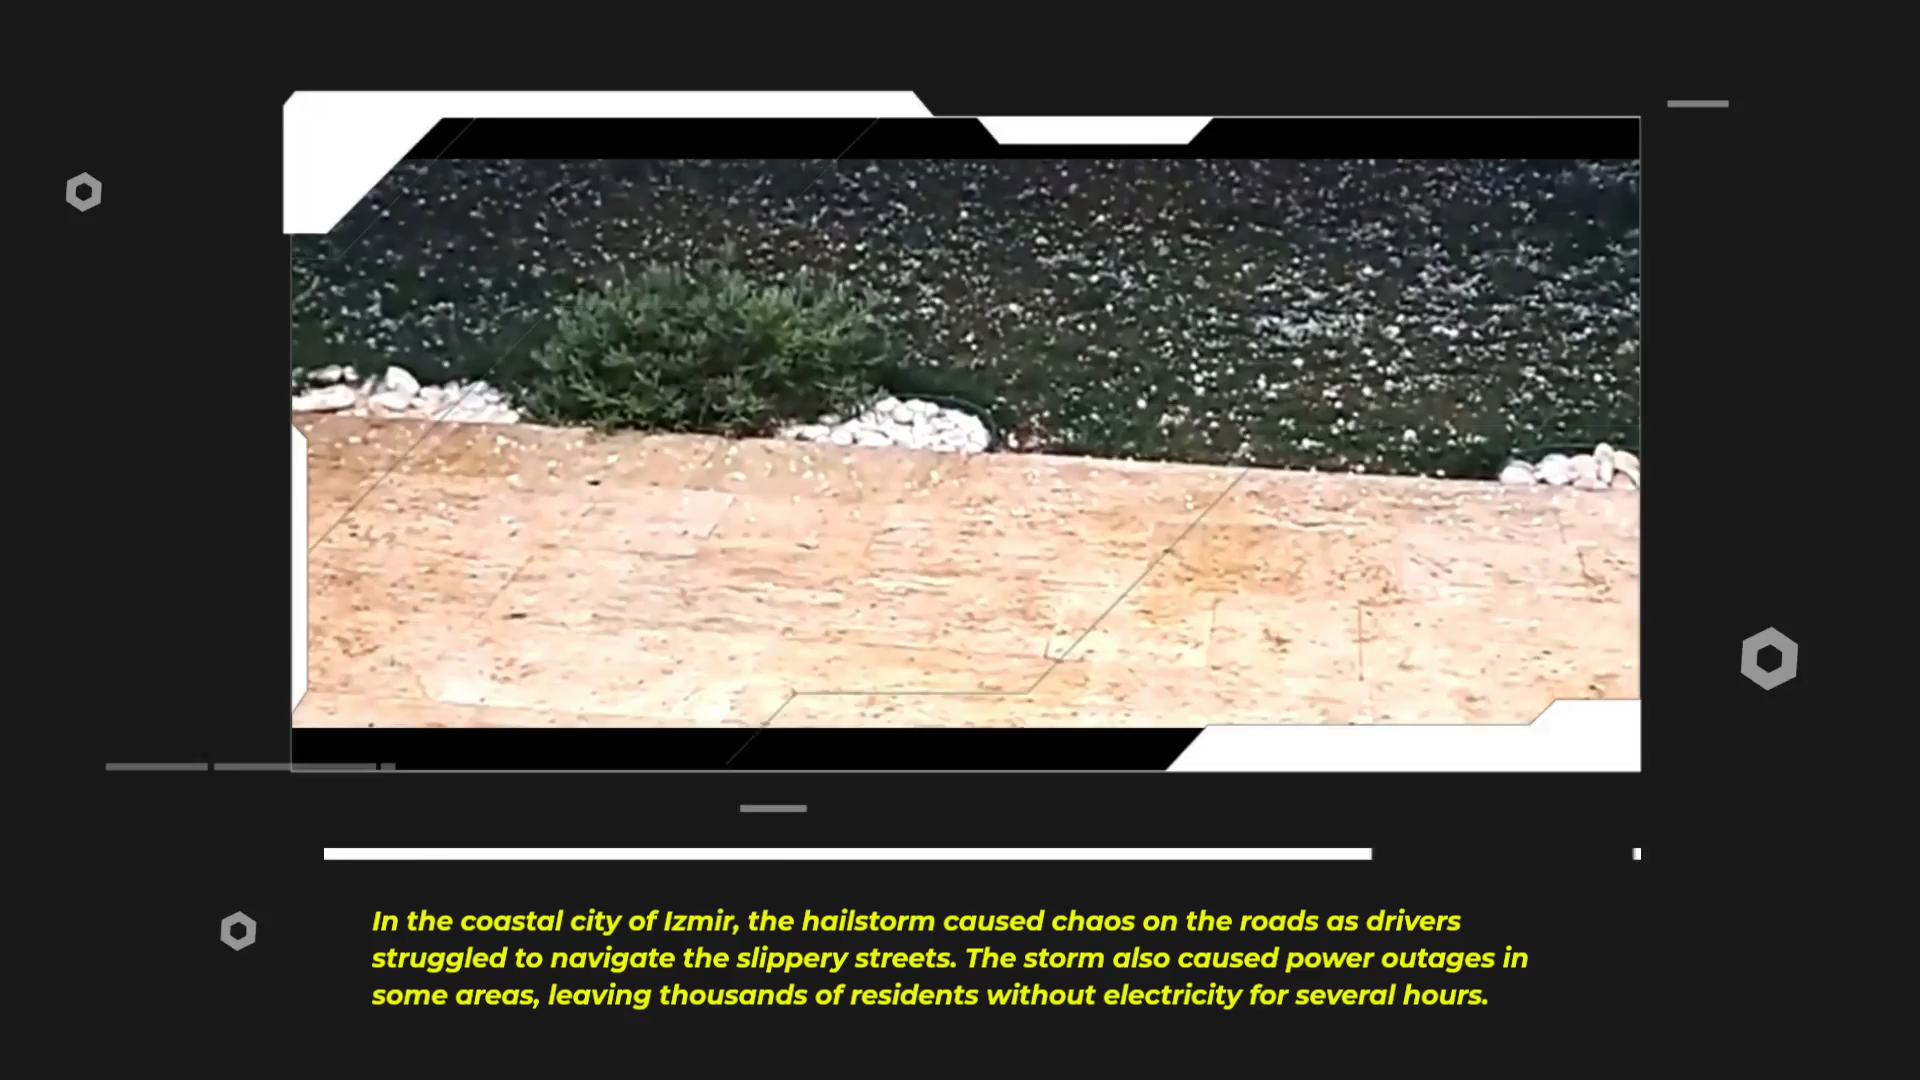 In the coastal city of Izmir, the hailstorm caused chaos on the roads as drivers
struggled to navigate the slippery streets. The storm also caused power outages in
some areas, leaving thousands of residents without electricity for several hours.